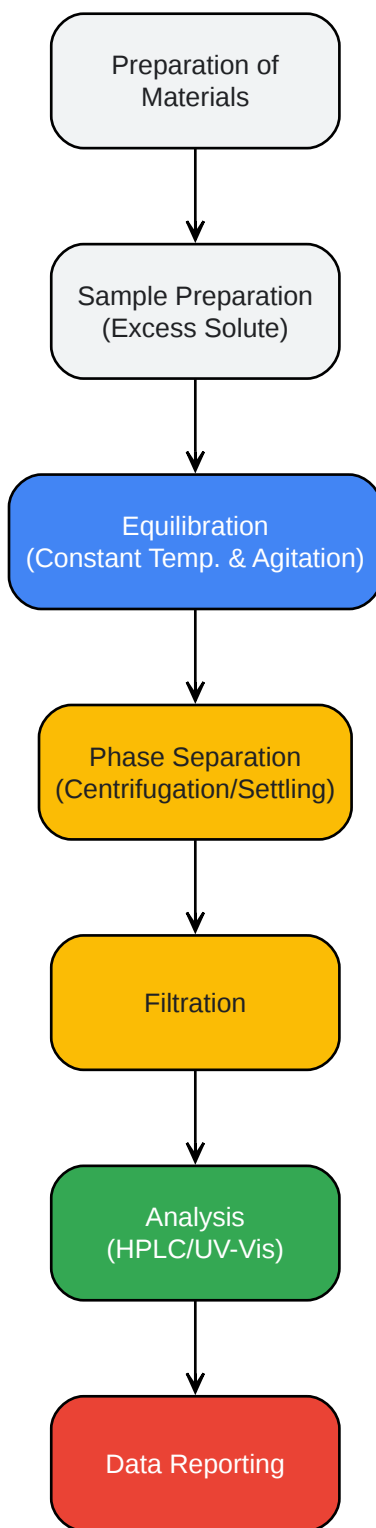 Preparation of
Materials
Sample Preparation
(Excess Solute)
Equilibration
(Constant Temp. & Agitation)
Phase Separation
(Centrifugation/Settling)
Filtration
Analysis
(HPLC/UV-Vis)
Data Reporting